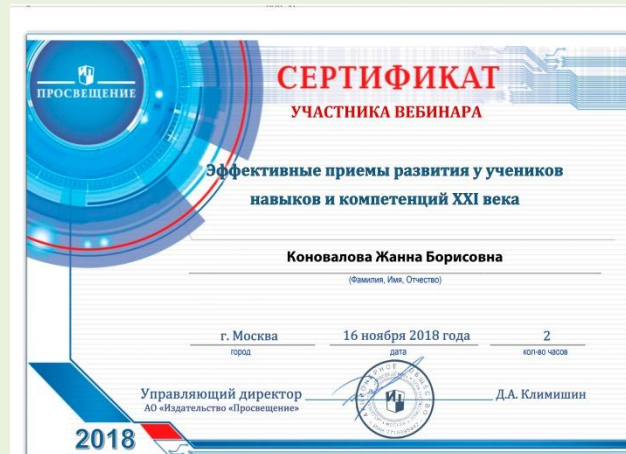 ПРОСВЕЩЕНИЕ
СЕРТИФИКАТ
УЧАСТНИКА ВЕБИНАРА
Эффективные приемы развития у учеников
навыков и компетенций XXI века
Коновалова Жанна Борисовна
(Фамилия, Имя, Отчество)
г. Москва 16 ноября 2018 года 2
город дата кол-во часов
Управляющий директор Д.А. Климишин
АО «Издательство «Просвещение»
2018